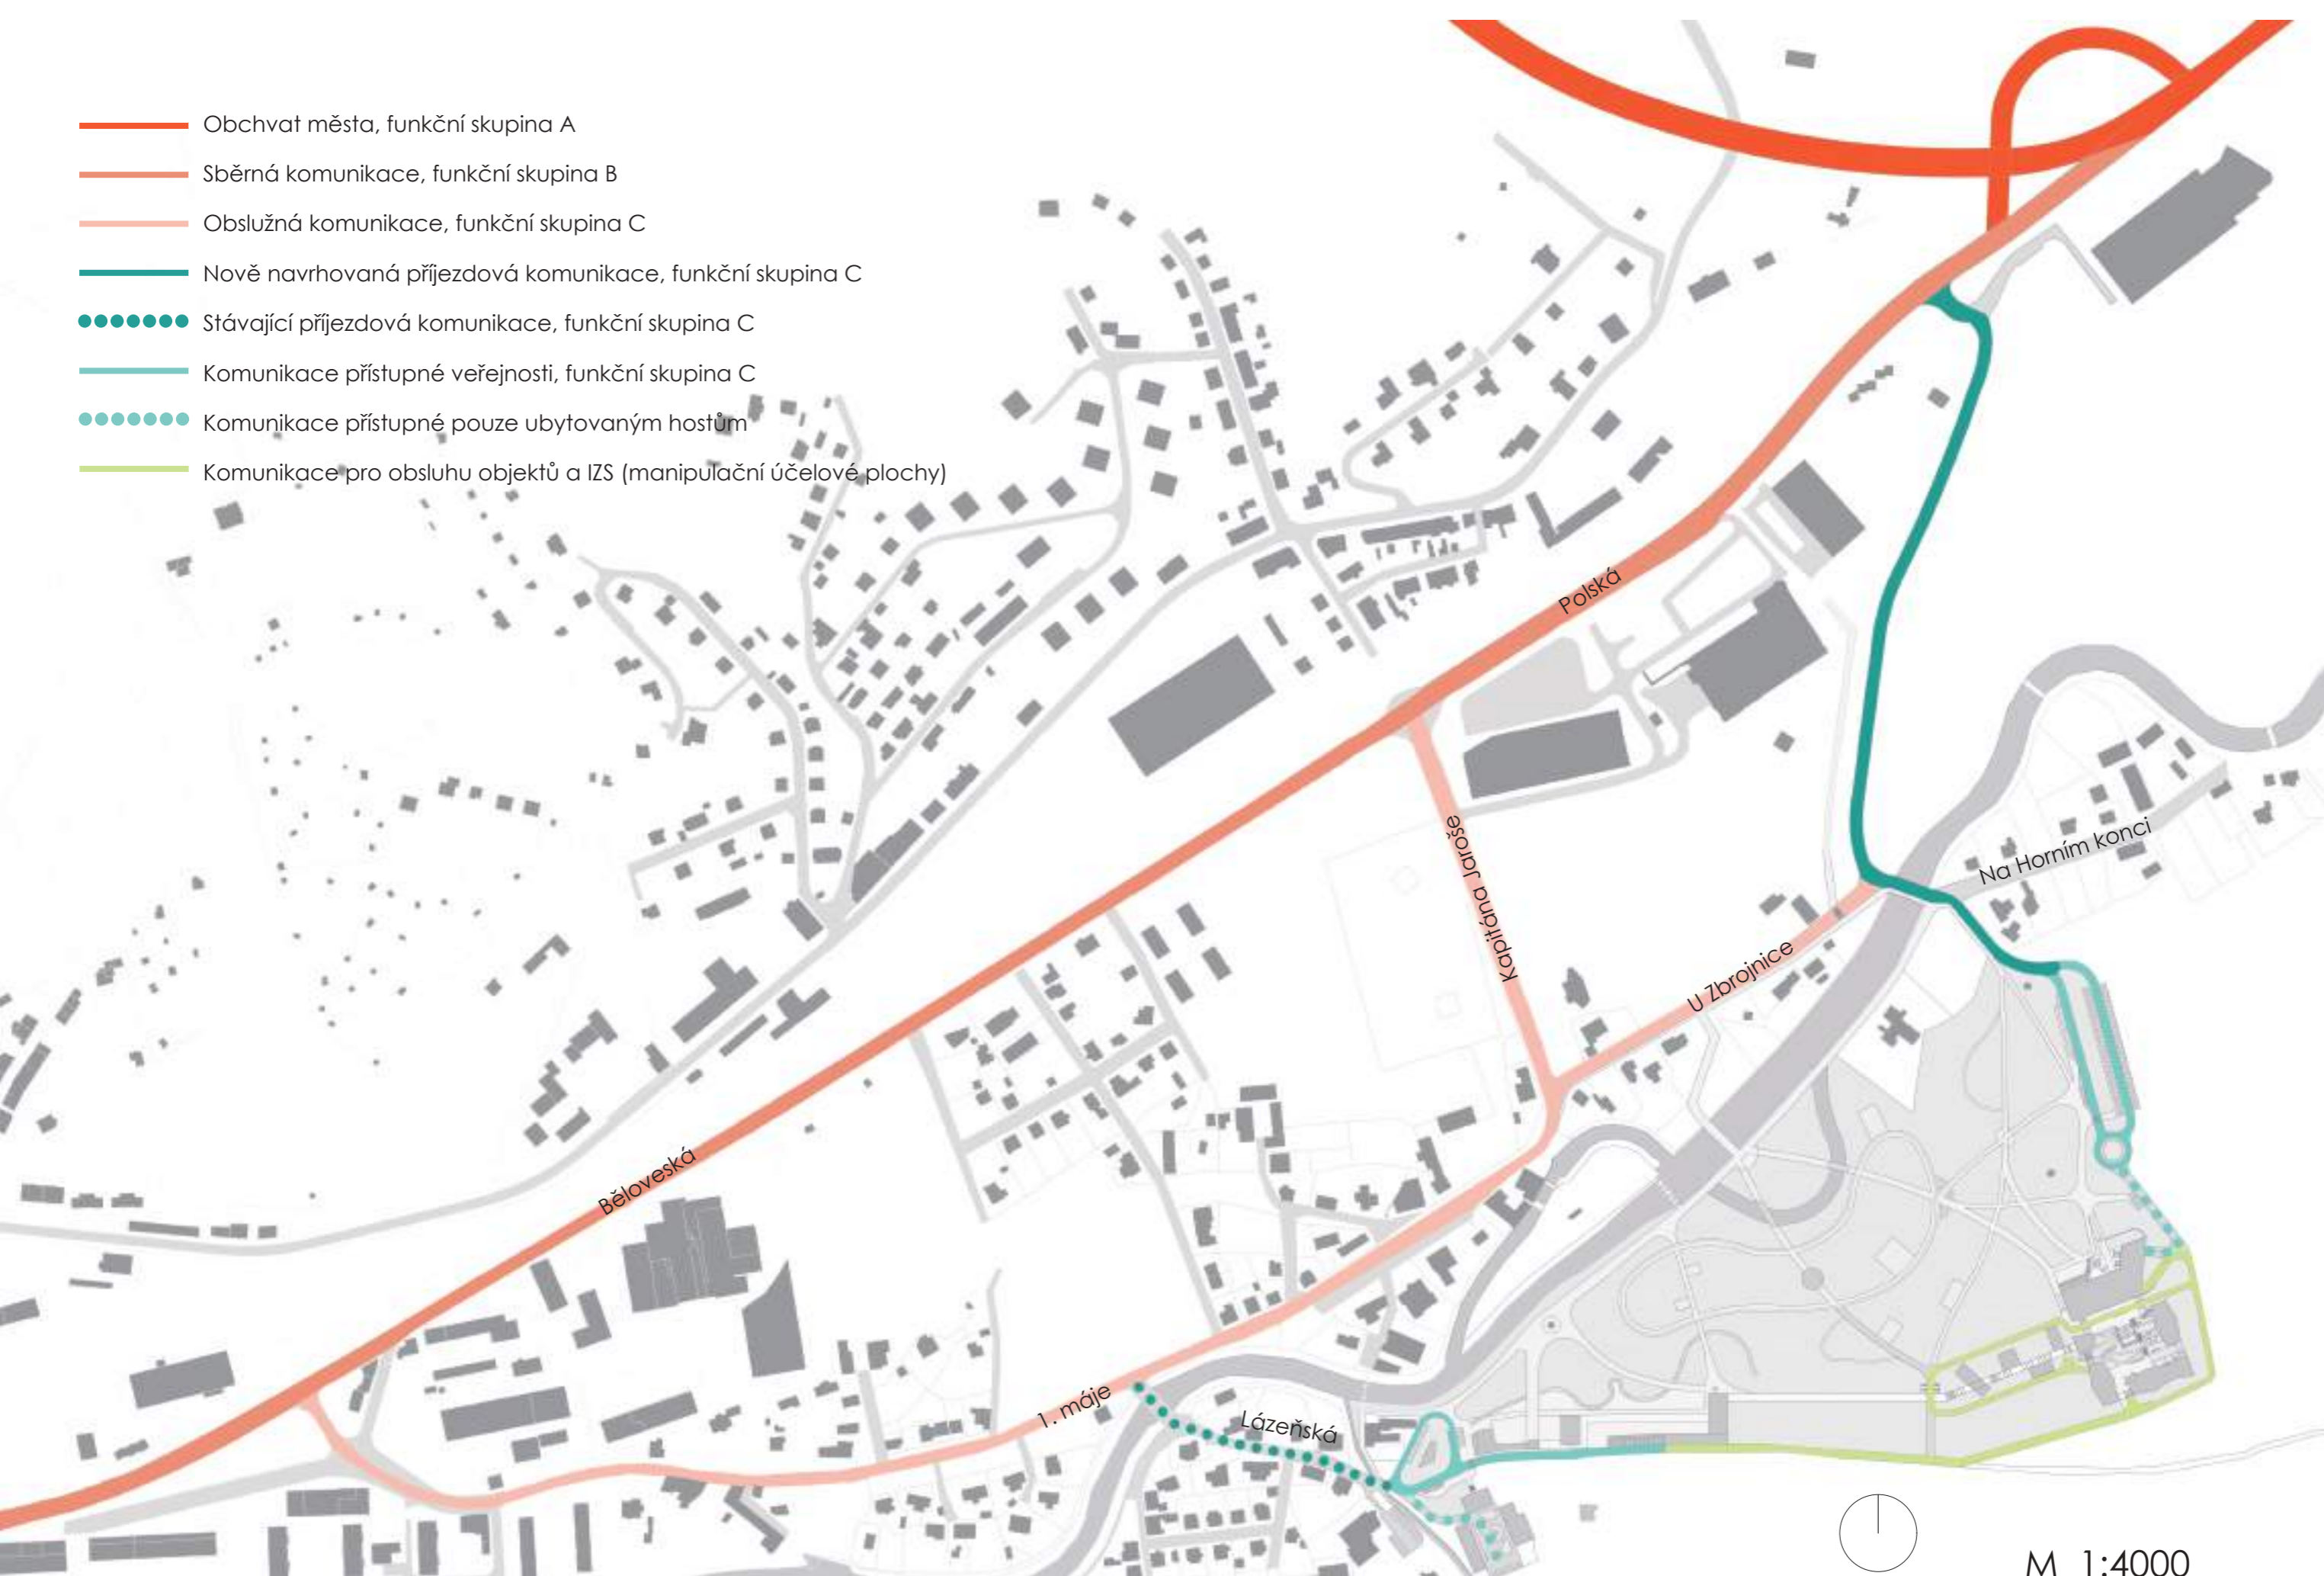 Obchvat města, funkční skupina A
Sběrná komunikace, funkční skupina B
Obslužná komunikace, funkční skupina C
Nově navrhovaná příjezdová komunikace, funkční skupina C
Stávající příjezdová komunikace, funkční skupina C
Komunikace přístupné veřejnosti, funkční skupina C
Komunikace přístupné pouze ubytovaným hostům
Komunikace pro obsluhu objektů a IZS (manipulační účelové plochy)
Polská
Kapitána Jaroše
Na Horním konci
U Zbrojnice
Běloveská
1. máje
Lázeňská
M 1:4000